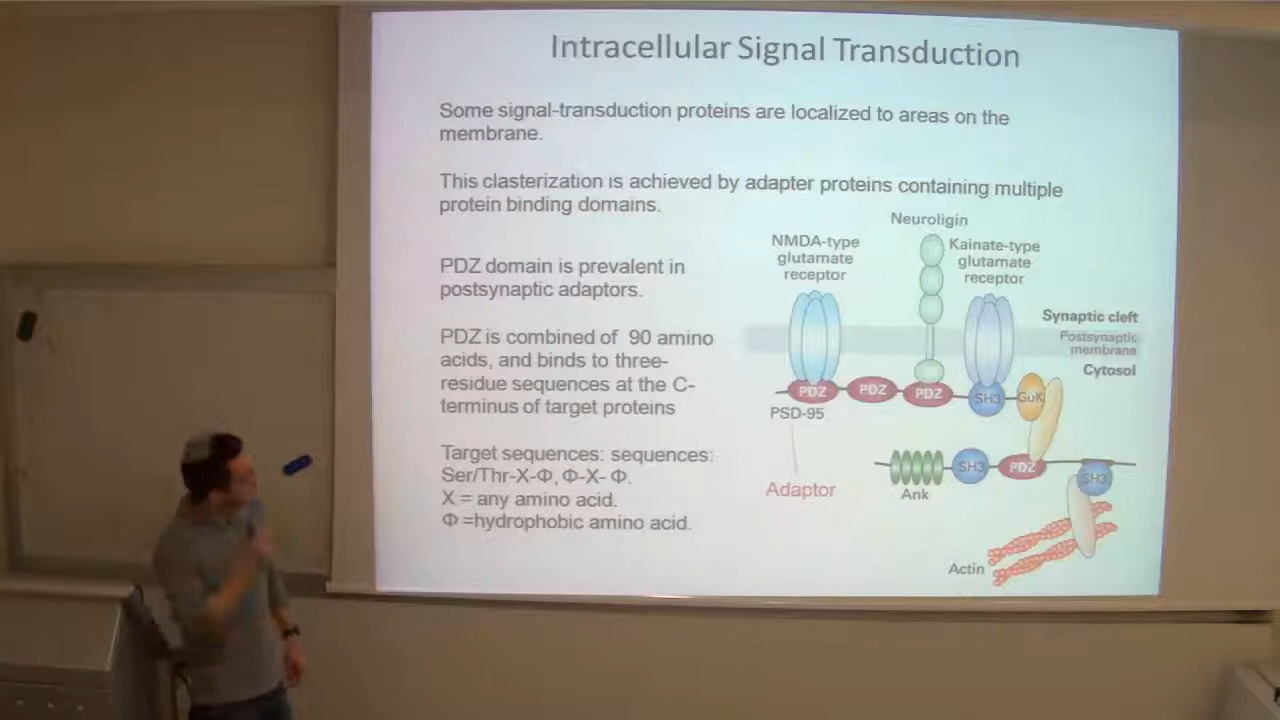 Intracellular Signal Transduction
Some signal-transduction proteins are localized to areas on the
membrane.
This clasterization is achieved by adapter proteins containing multiple
protein binding domains.
PDZ domain is prevalent in
postsynaptic adaptors.
PDZ is combined of 90 amino
acids, and binds to three-
residue sequences at the C-
terminus of target proteins
Target sequences: sequences:
Ser/Thr-X-Φ, Φ-X- Φ.
X = any amino acid.
Φ =hydrophobic amino acid.
Neuroligin
NMDA-type
glutamate
receptor
Kainate-type
glutamate
receptor
Synaptic cleft
Postsynaptic
membrane
Cytosol
PDZ
PDZ
PDZ
SH3
GuK
PSD-95
Adaptor
Ank
SH3
PDZ
SH3
Actin